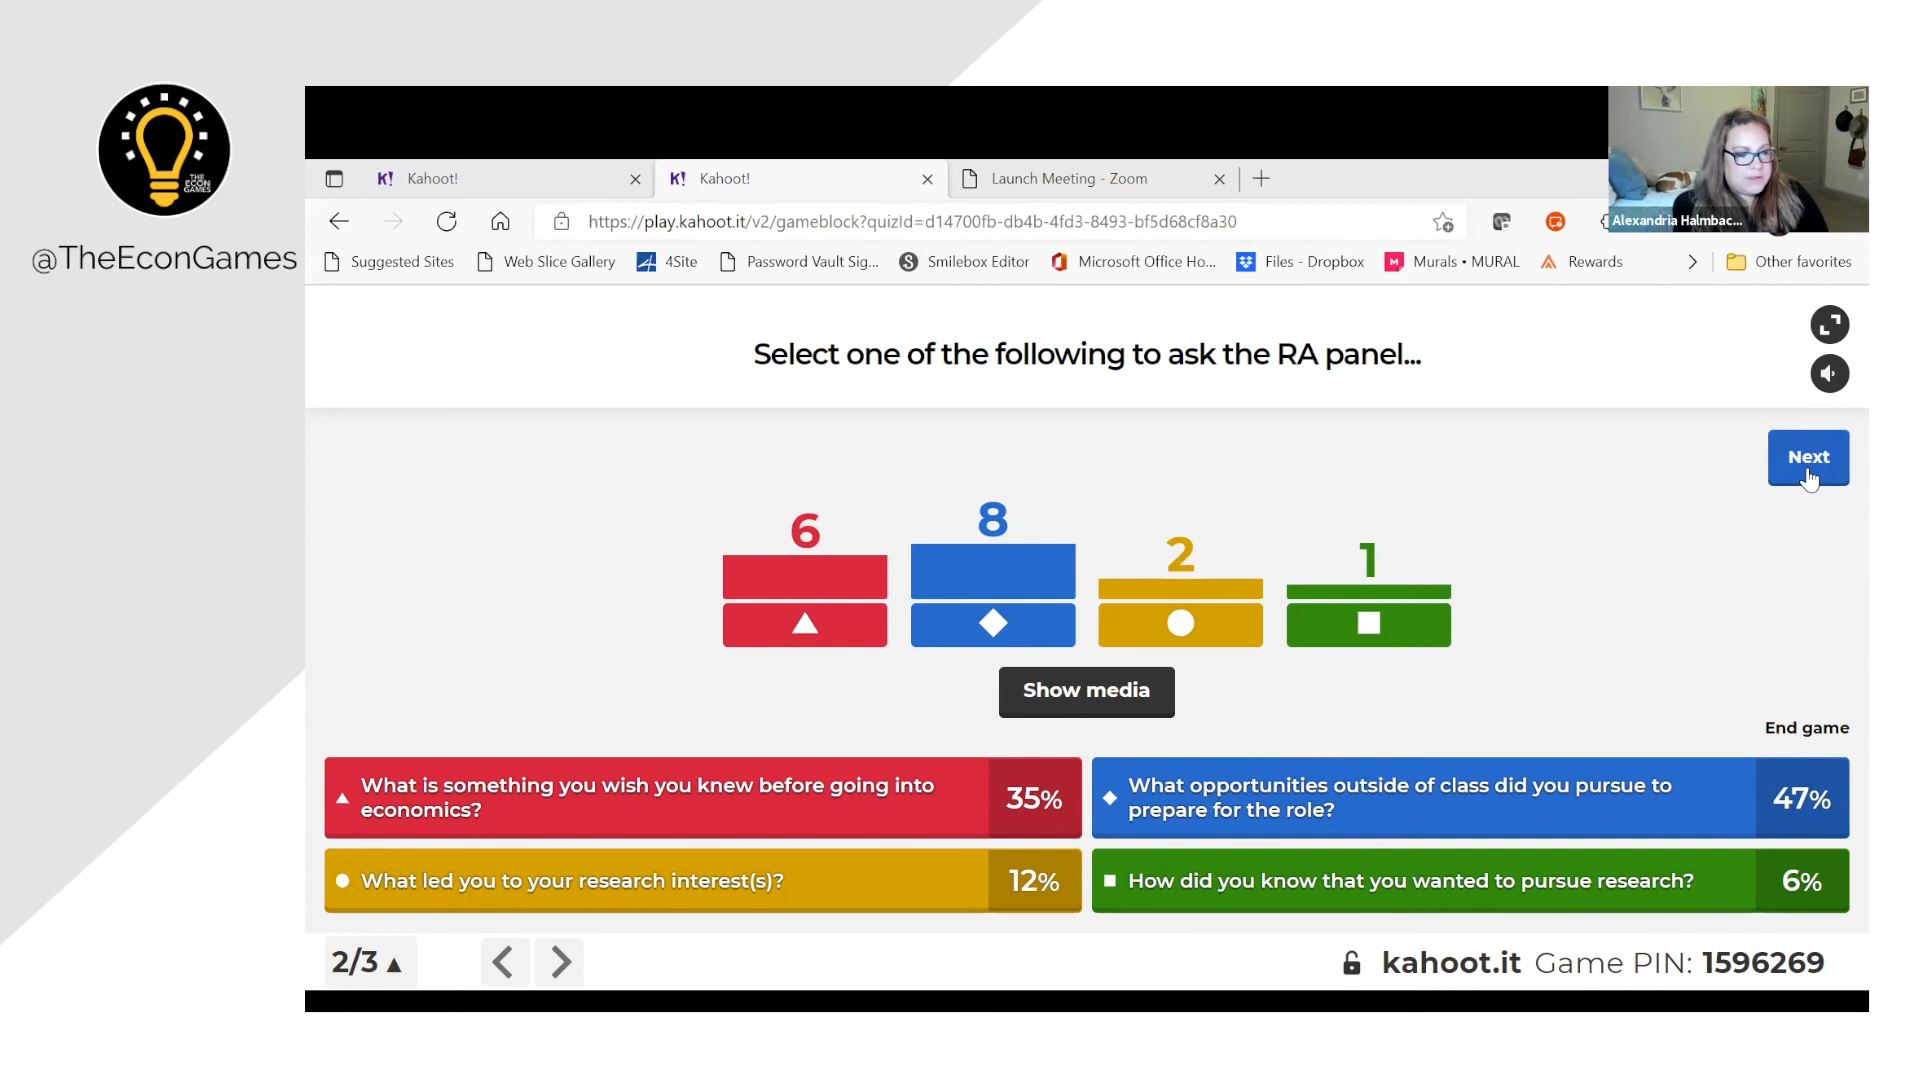 THE
ECON
GAMES
@TheEconGames
Kahoot!
Kahoot!
Launch Meeting - Zoom
https://play.kahoot.it/v2/gameblock?quizId=d14700fb-db4b-4fd3-8493-bf5d68cf8a30
Alexandria Halmbac...
Suggested Sites
Web Slice Gallery
4Site
Password Vault Sig...
Smilebox Editor
Microsoft Office Ho...
Files - Dropbox
Murals • MURAL
Rewards
Other favorites
Select one of the following to ask the RA panel...
Next
6
8
2
1
Show media
End game
What is something you wish you knew before going into
economics?
35%
What opportunities outside of class did you pursue to
prepare for the role?
47%
What led you to your research interest(s)?
12%
How did you know that you wanted to pursue research?
6%
2/3
kahoot.it Game PIN: 1596269